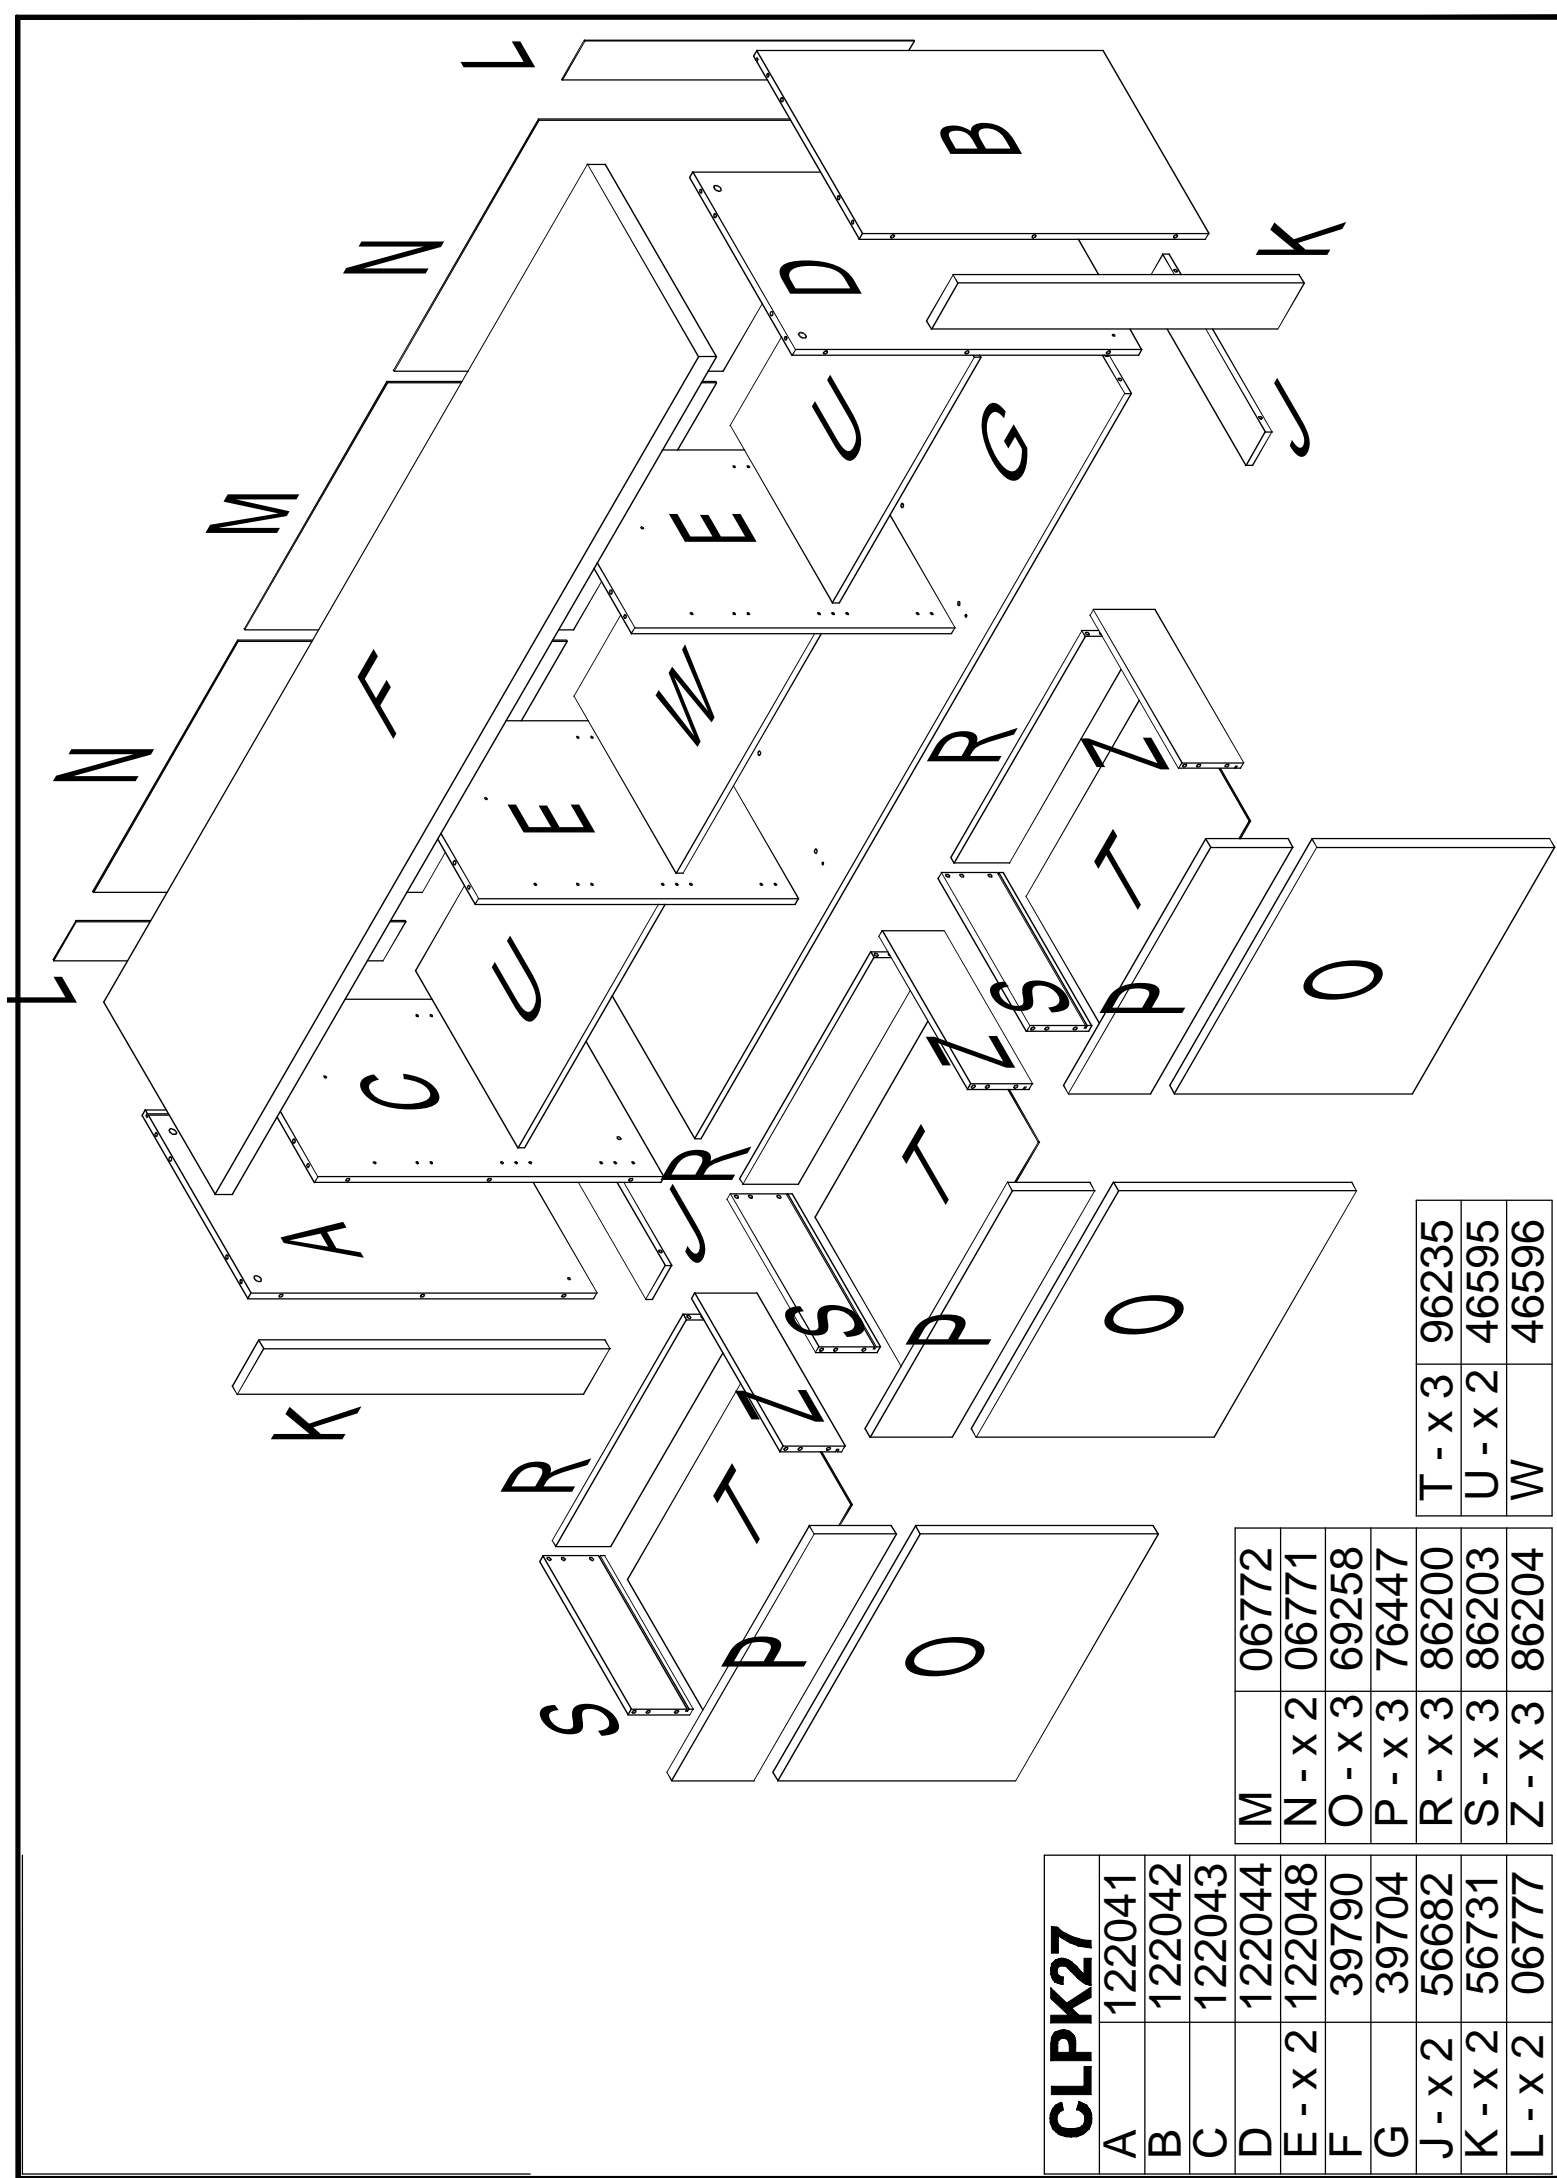 L
N
M
N
L
F
B
D
K
U
G
J
E
W
E
U
C
A
J
K
R
Z
T
S
P
O
R
Z
T
S
P
O
R
Z
T
S
P
O
CLPK27
A 122041
B 122042
C 122043
D 122044
E - x 2 122048
F 39790
G 39704
J - x 2 56682
K - x 2 56731
L - x 2 06777
M 06772
N - x 2 06771
O - x 3 69258
P - x 3 76447
R - x 3 86200
S - x 3 86203
Z - x 3 86204
T - x 3 96235
U - x 2 46595
W 46596